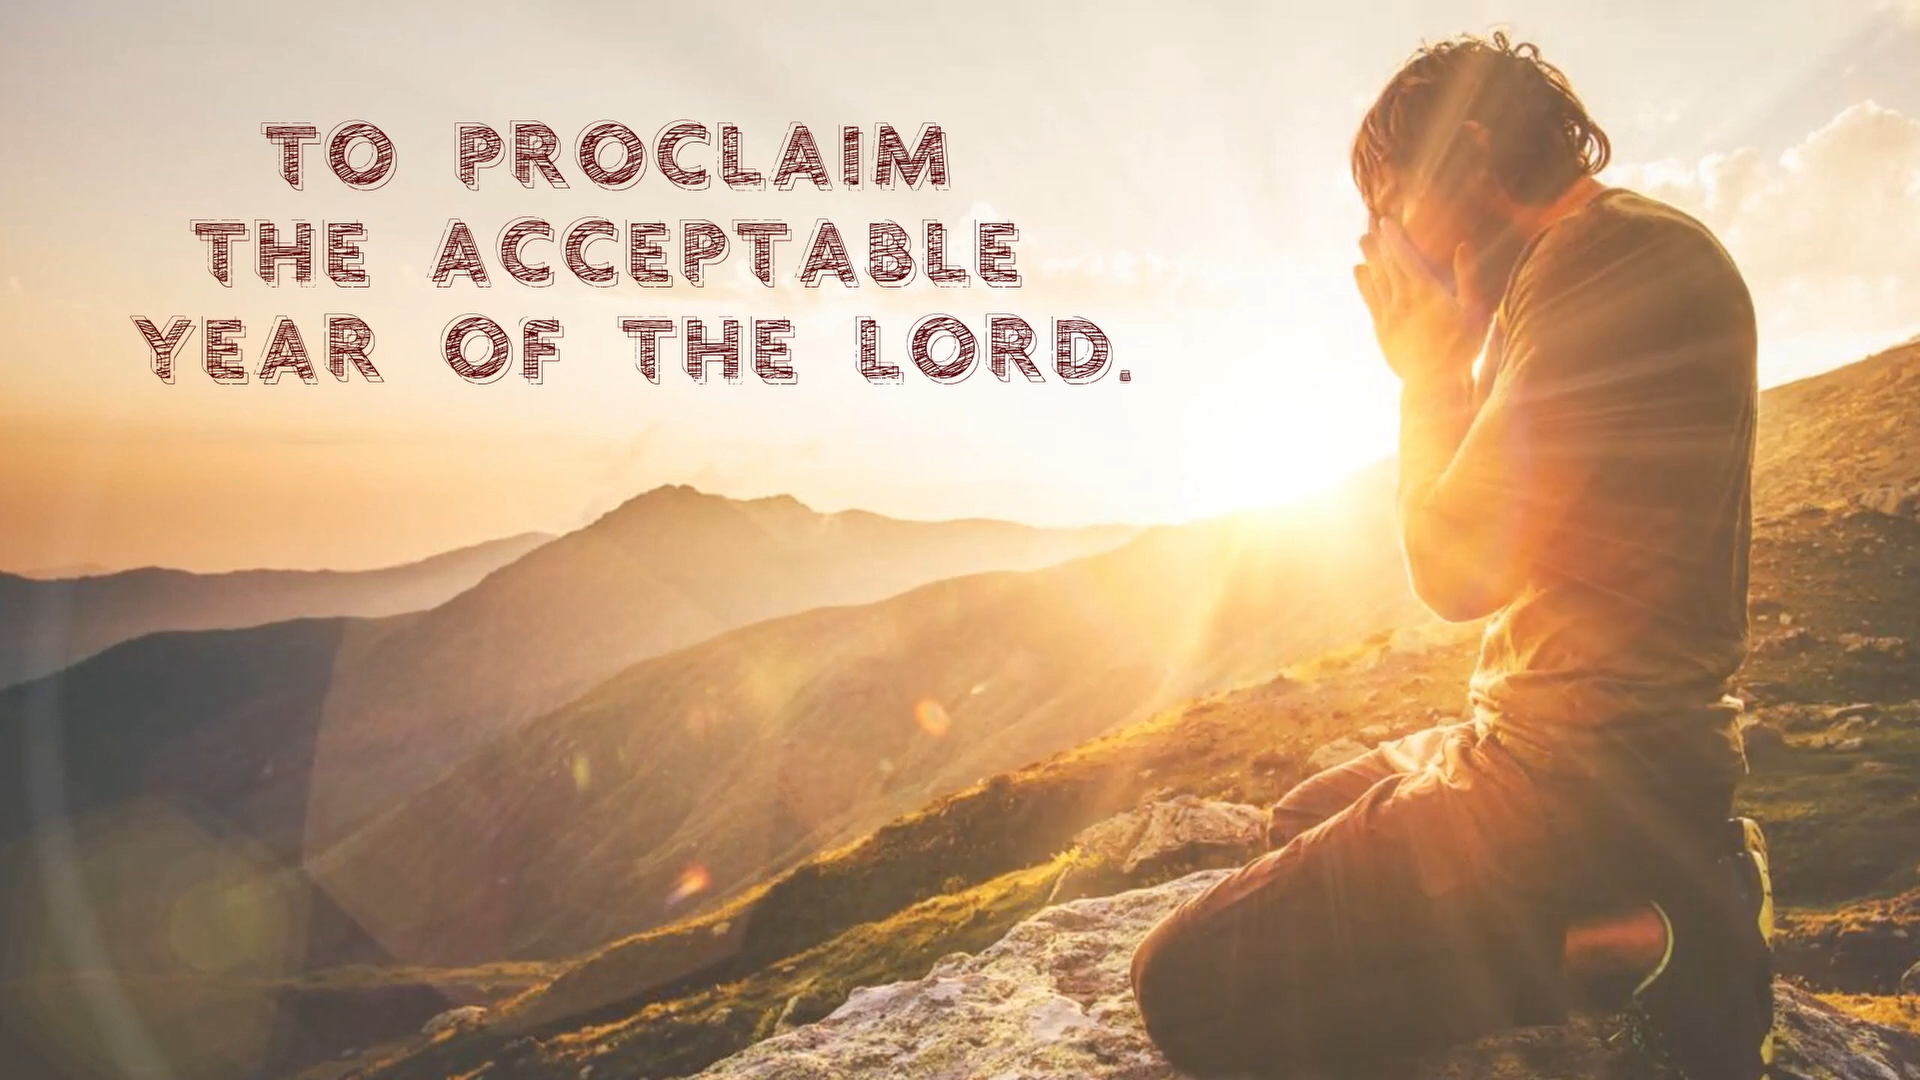 TO PROCLAIM
THE ACCEPTABLE
YEAR OF THE LORD.